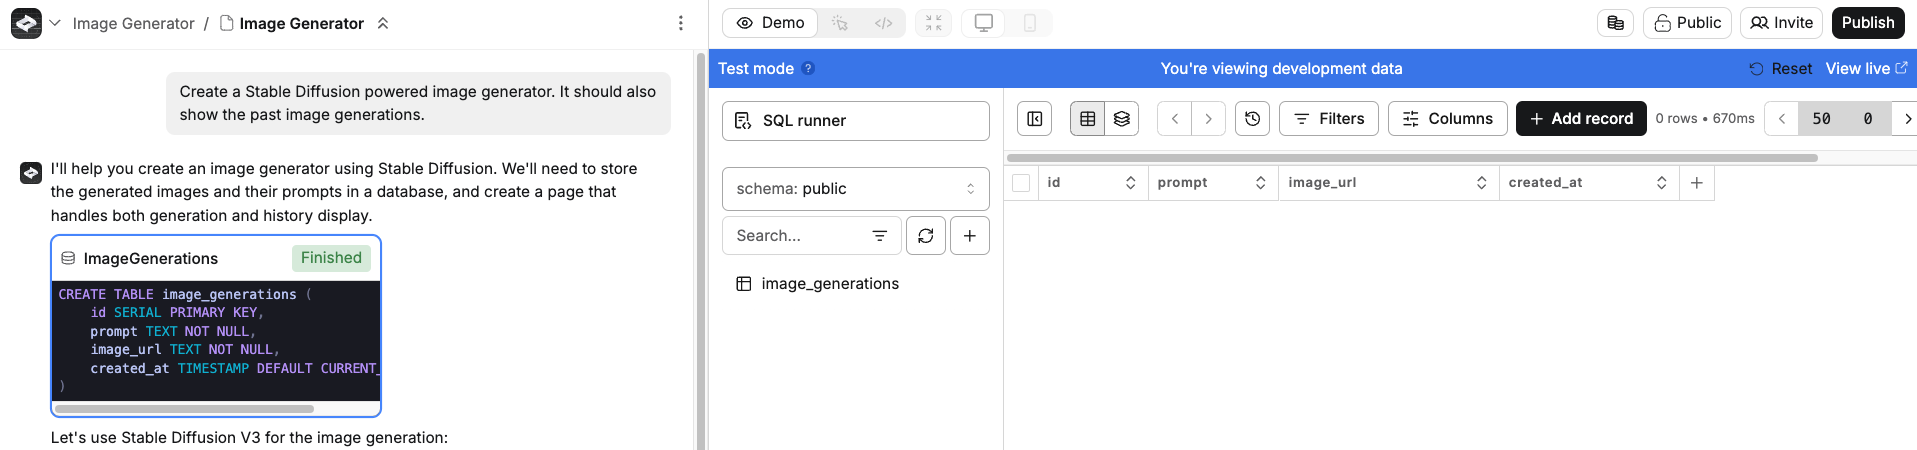 Image Generator / Image Generator
Demo
Public
Invite
Publish
Create a Stable Diffusion powered image generator. It should also
show the past image generations.
I'll help you create an image generator using Stable Diffusion. We'll need to store
the generated images and their prompts in a database, and create a page that
handles both generation and history display.
ImageGenerations
Finished
CREATE TABLE image_generations (
id SERIAL PRIMARY KEY,
prompt TEXT NOT NULL,
image_url TEXT NOT NULL,
created_at TIMESTAMP DEFAULT CURRENT_
)
Let's use Stable Diffusion V3 for the image generation:
Test mode ?
You're viewing development data
Reset
View live
SQL runner
schema: public
Search...
image_generations
Filters
Columns
Add record
0 rows • 670ms
50
0
id
prompt
image_url
created_at